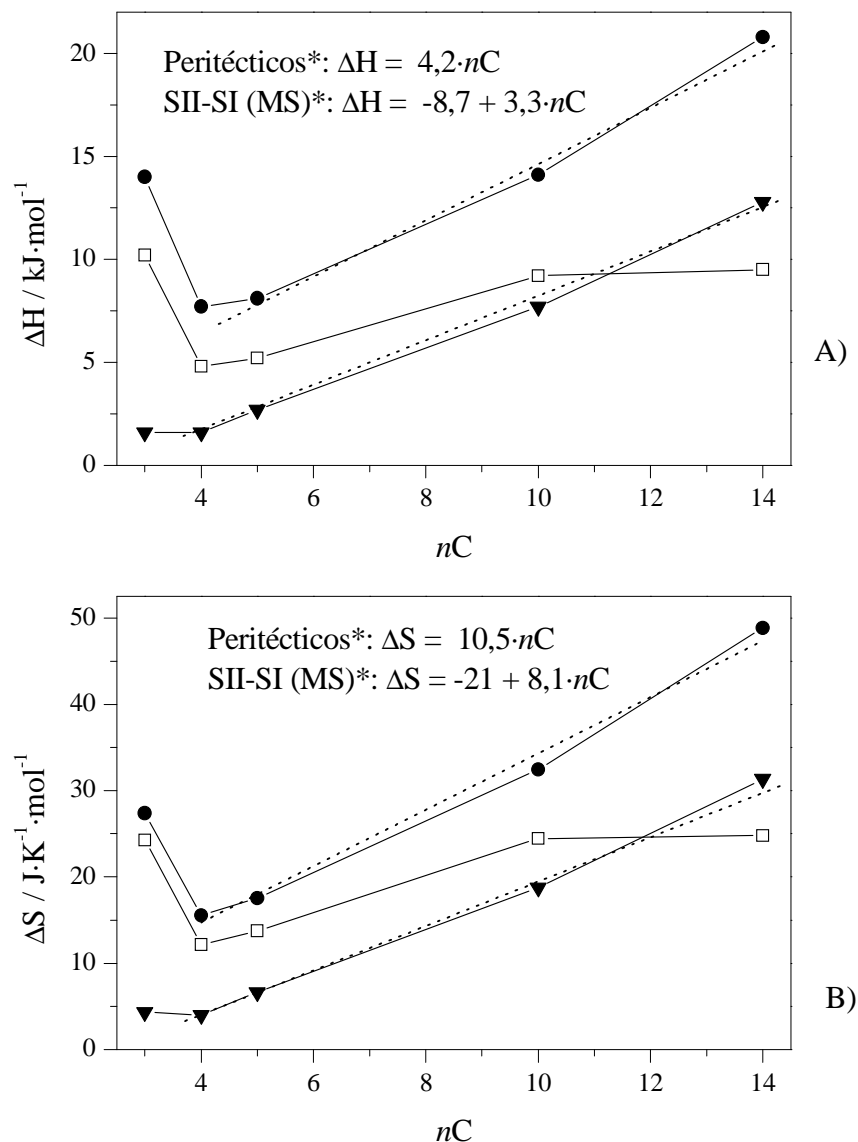 Peritécticos*: ΔH = 4,2·nC
SII-SI (MS)*: ΔH = -8,7 + 3,3·nC
20
15
10
5
0
ΔH / kJ·mol⁻¹
4 6 8 10 12 14
nC
A)
Peritécticos*: ΔS = 10,5·nC
SII-SI (MS)*: ΔS = -21 + 8,1·nC
50
40
30
20
10
0
ΔS / J·K⁻¹·mol⁻¹
4 6 8 10 12 14
nC
B)